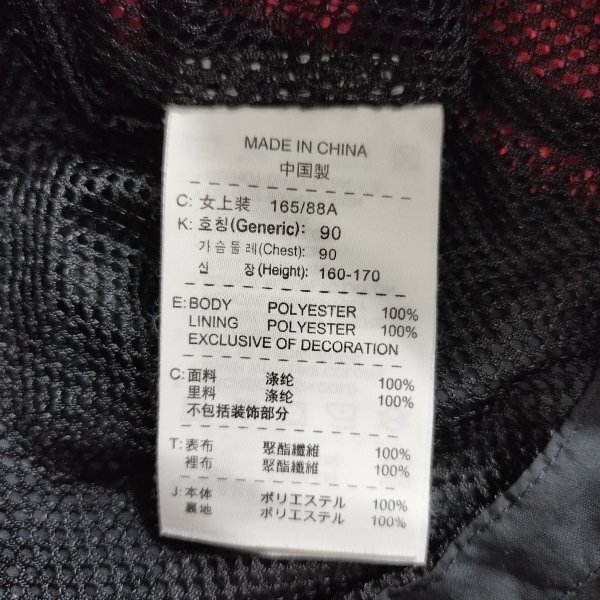 MADE IN CHINA
中国製
C: 女上装 165/88A
K: 호칭(Generic): 90
가슴둘레(Chest): 90
신 장(Height): 160-170
E: BODY POLYESTER 100%
LINING POLYESTER 100%
EXCLUSIVE OF DECORATION
C: 面料 涤纶 100%
里料 涤纶 100%
不包括装饰部分
T: 表布 聚酯纖維 100%
裡布 聚酯纖維 100%
J: 本体 ポリエステル 100%
裏地 ポリエステル 100%